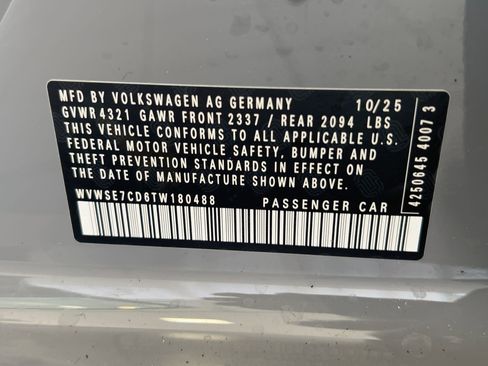 MFD BY VOLKSWAGEN AG GERMANY 10/25
GVWR 4321 GAWR FRONT 2337 / REAR 2094 LBS
THIS VEHICLE CONFORMS TO ALL APPLICABLE U.S.
FEDERAL MOTOR VEHICLE SAFETY, BUMPER AND
THEFT PREVENTION STANDARDS IN EFFECT ON
THE DATE OF MANUFACTURE SHOWN ABOVE.
WVWSE7CD6TW180488 PASSENGER CAR
4250645 4007 3